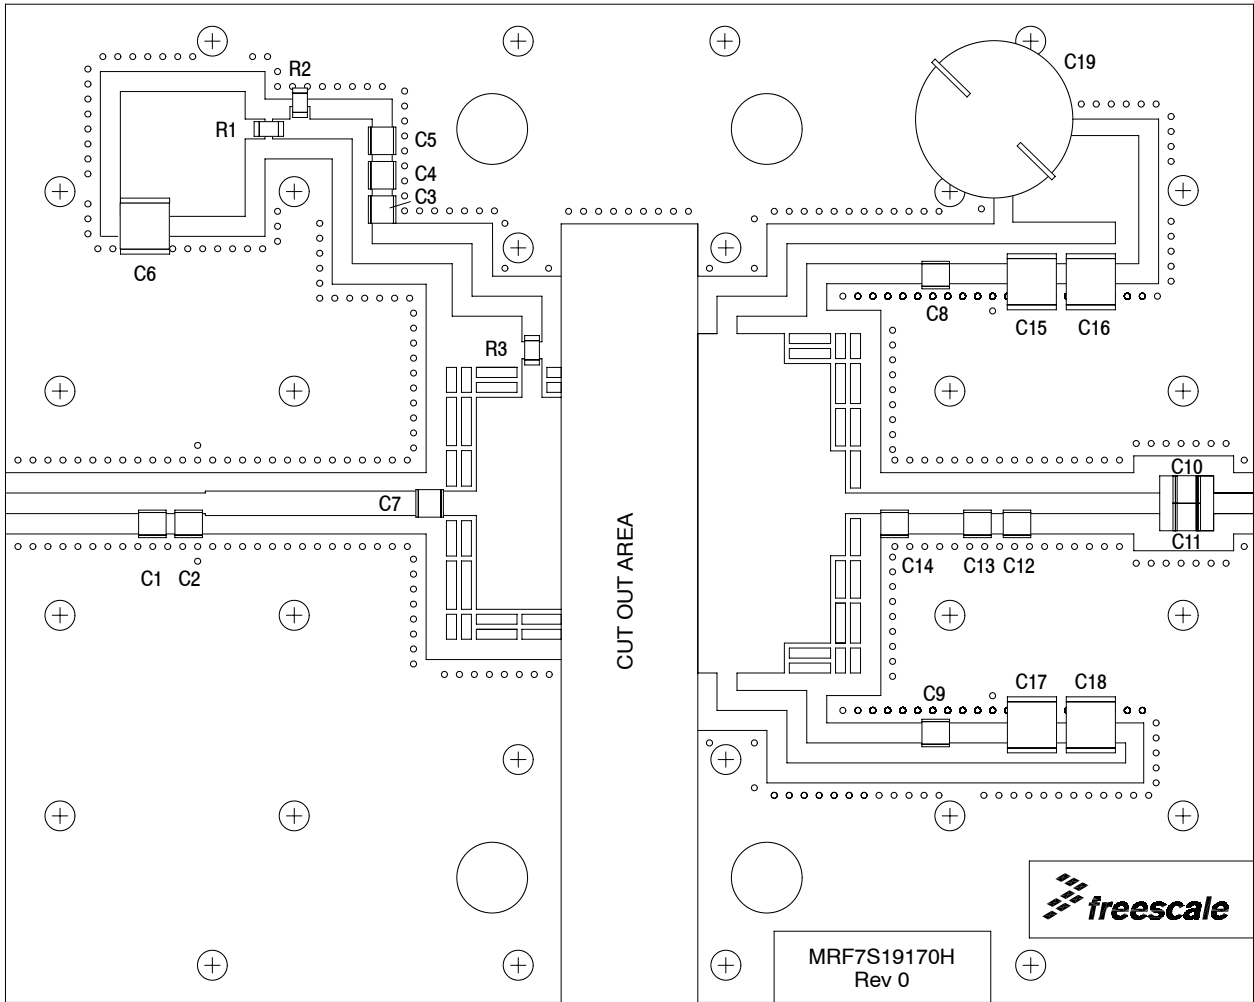 C19
R2
R1
C5
C4
C3
C6
C8
C15
C16
R3
C10
C7
C11
C1
C2
C14
C13
C12
CUT OUT AREA
C9
C17
C18
freescale
MRF7S19170H
Rev 0